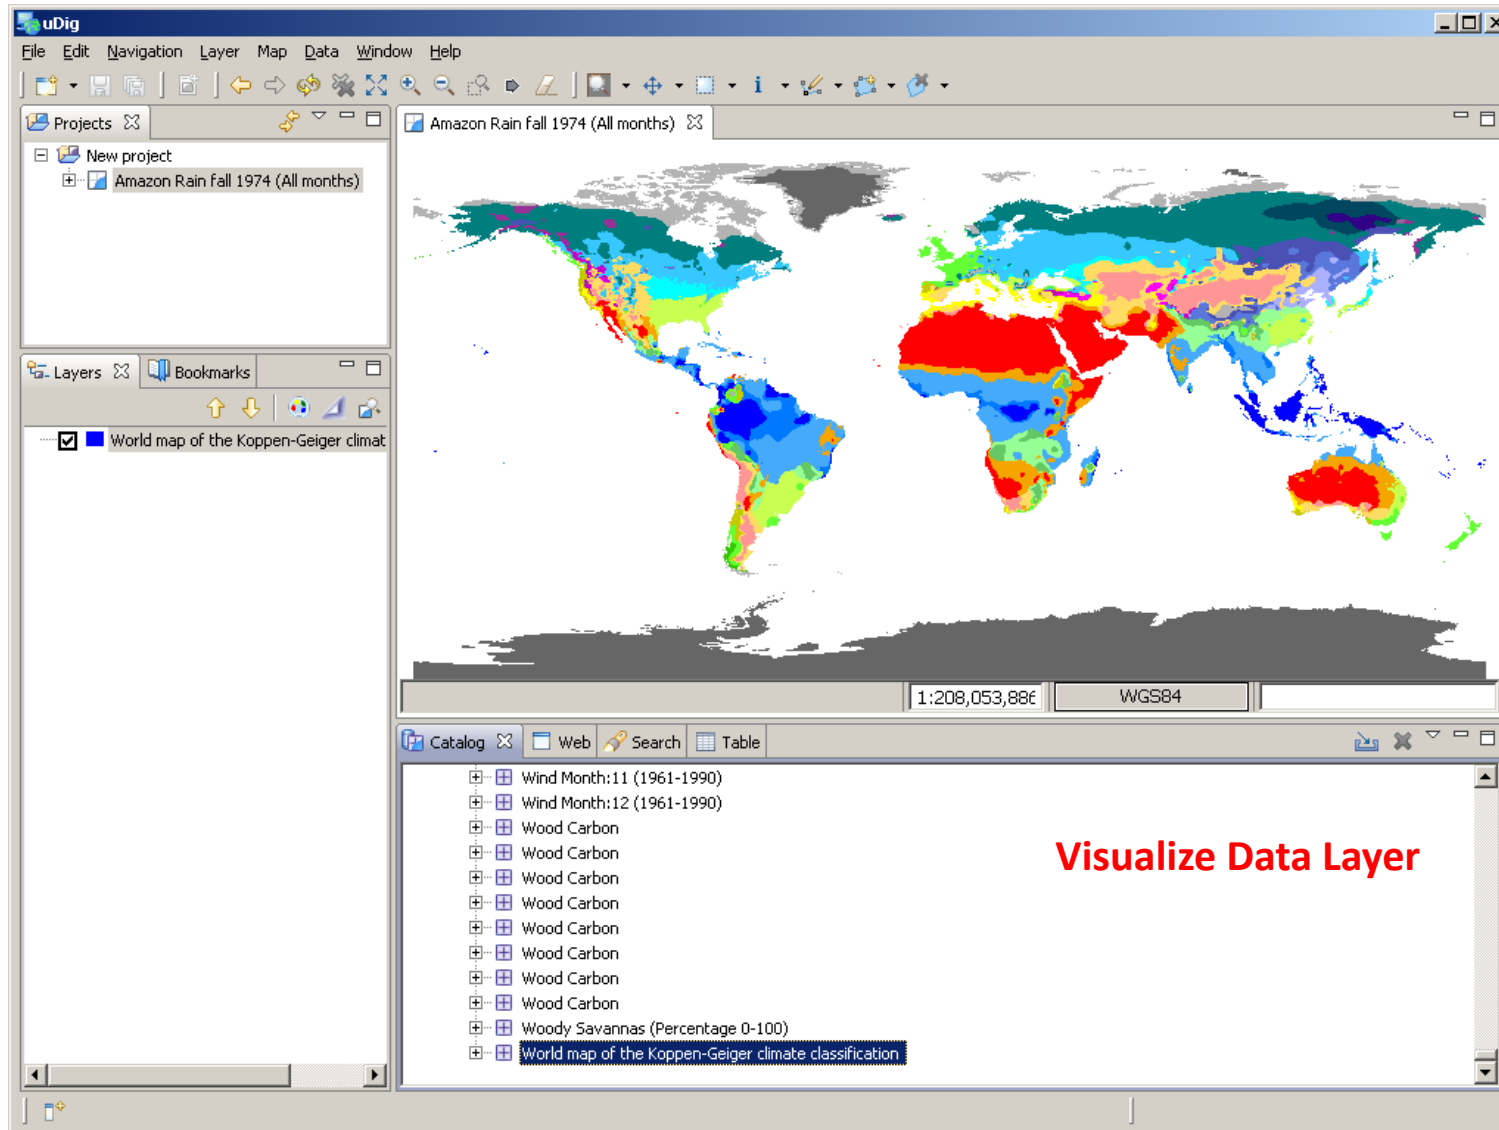 uDig
File Edit Navigation Layer Map Data Window Help
Projects
New project
Amazon Rain fall 1974 (All months)
Layers Bookmarks
World map of the Koppen-Geiger climat
Amazon Rain fall 1974 (All months)
1:208,053,886 WGS84
Catalog Web Search Table
Wind Month:11 (1961-1990)
Wind Month:12 (1961-1990)
Wood Carbon
Wood Carbon
Wood Carbon
Wood Carbon
Wood Carbon
Wood Carbon
Wood Carbon
Wood Carbon
Woody Savannas (Percentage 0-100)
World map of the Koppen-Geiger climate classification
Visualize Data Layer